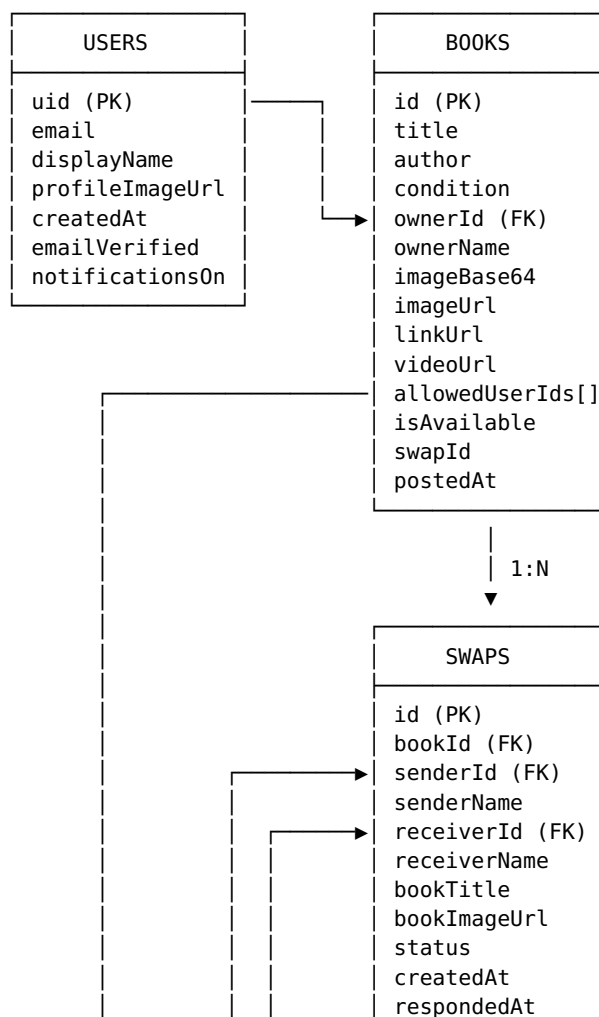 USERS
uid (PK)
email
displayName
profileImageUrl
createdAt
emailVerified
notificationsOn
BOOKS
id (PK)
title
author
condition
ownerId (FK)
ownerName
imageBase64
imageUrl
linkUrl
videoUrl
allowedUserIds[]
isAvailable
swapId
postedAt
1:N
SWAPS
id (PK)
bookId (FK)
senderId (FK)
senderName
receiverId (FK)
receiverName
bookTitle
bookImageUrl
status
createdAt
respondedAt